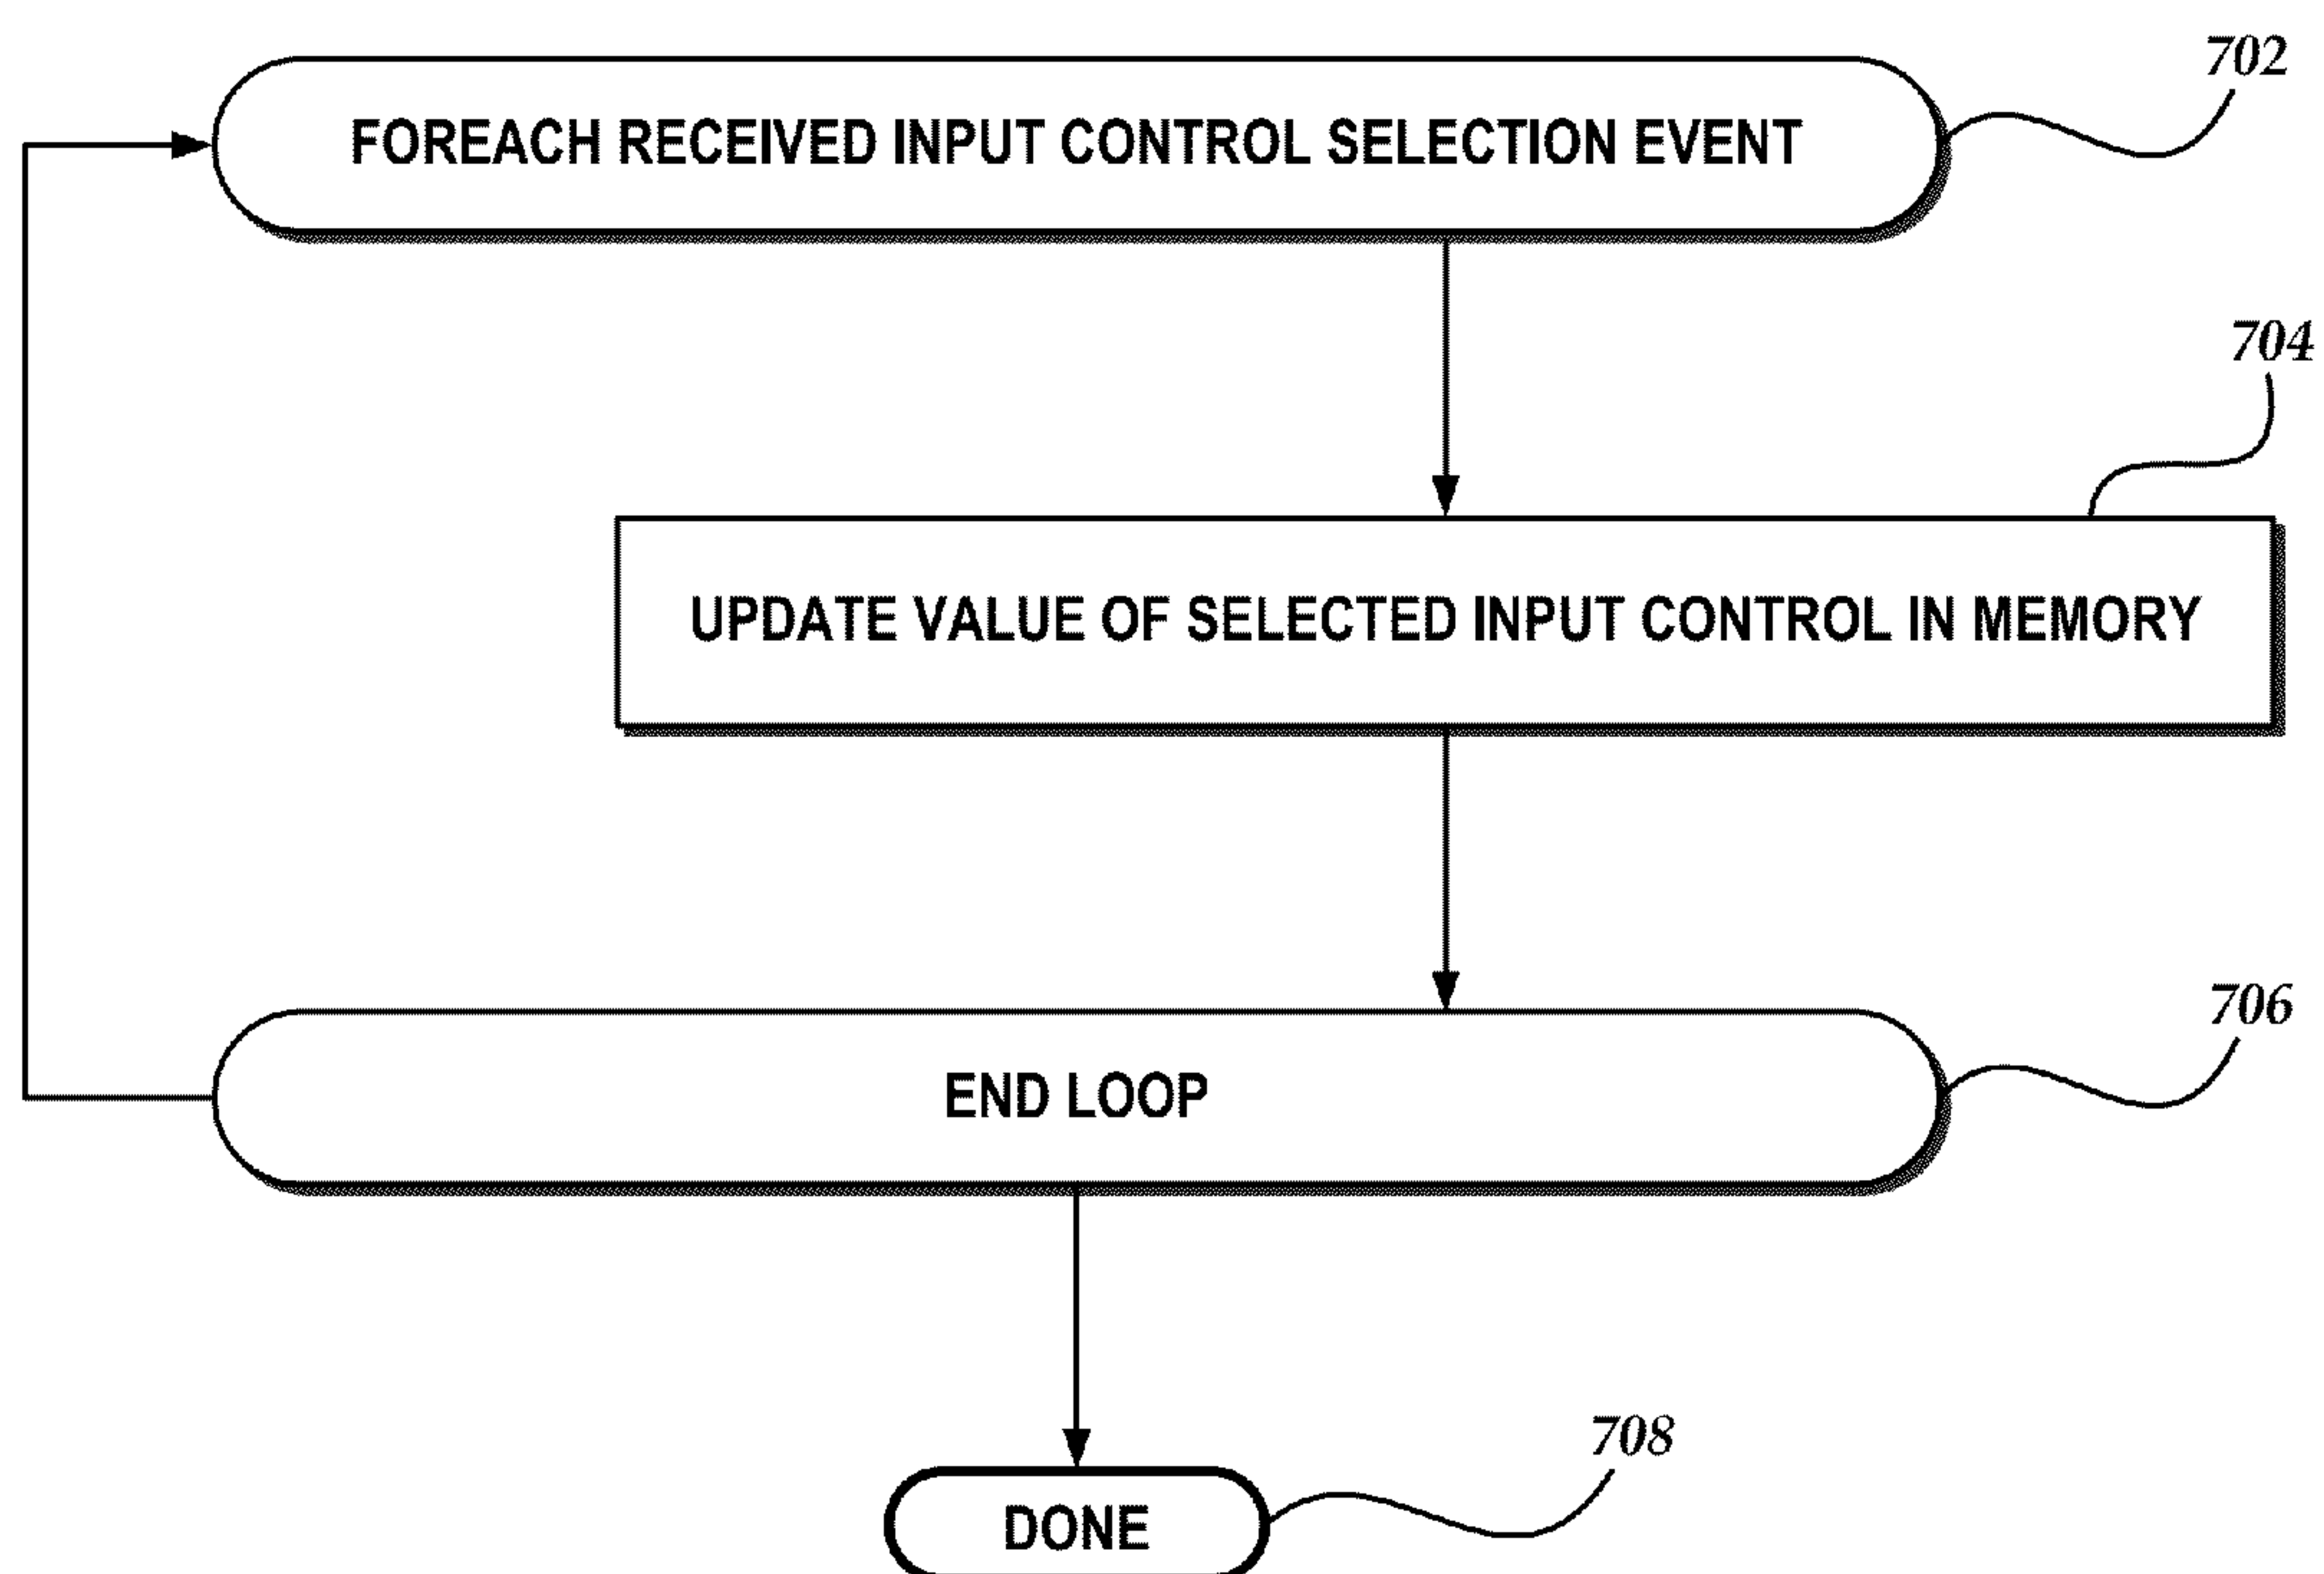 702
FOREACH RECEIVED INPUT CONTROL SELECTION EVENT
704
UPDATE VALUE OF SELECTED INPUT CONTROL IN MEMORY
706
END LOOP
708
DONE